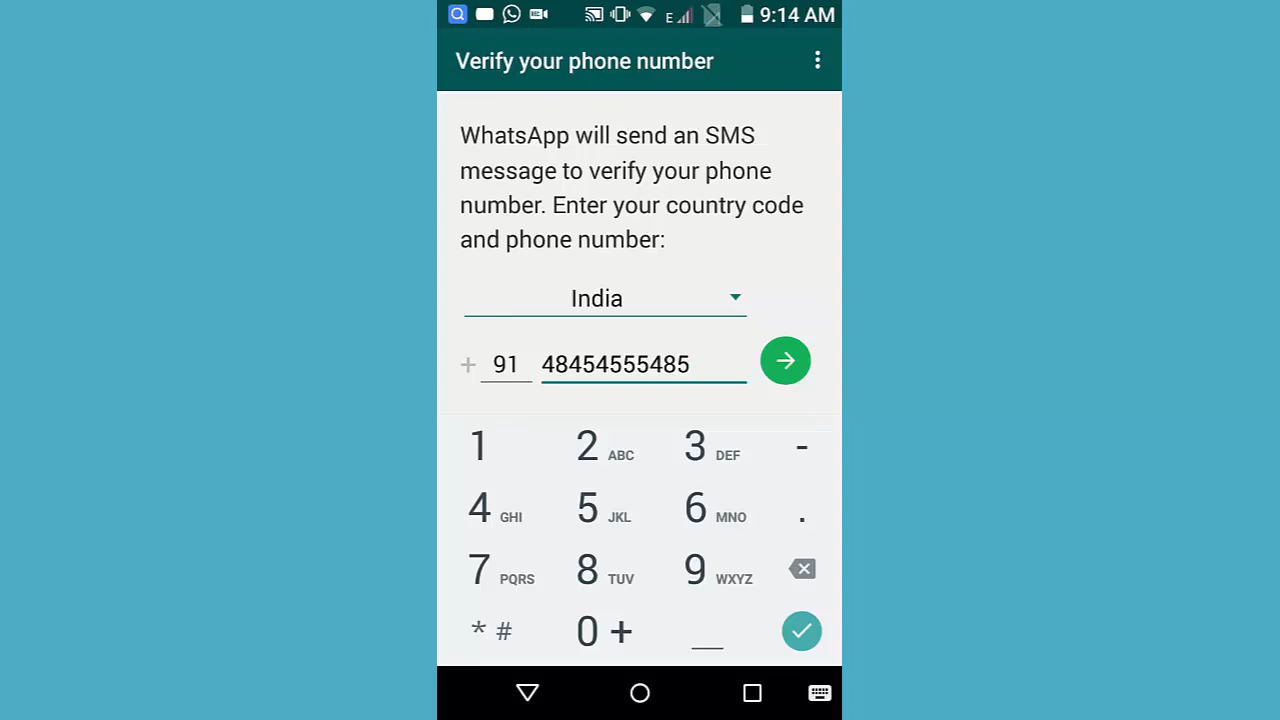 E 9:14 AM
Verify your phone number
WhatsApp will send an SMS
message to verify your phone
number. Enter your country code
and phone number:
India
+ 91 48454555485
1 2 ABC 3 DEF -
4 GHI 5 JKL 6 MNO .
7 PQRS 8 TUV 9 WXYZ
* # 0 + _